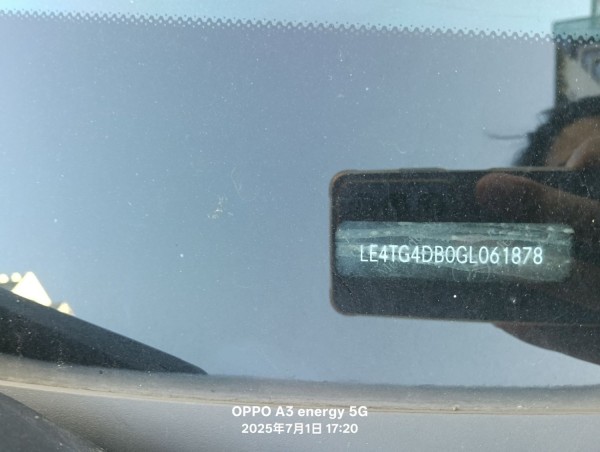 LE4TG4DB0GL061878
OPPO A3 energy 5G
2025年7月1日 17:20